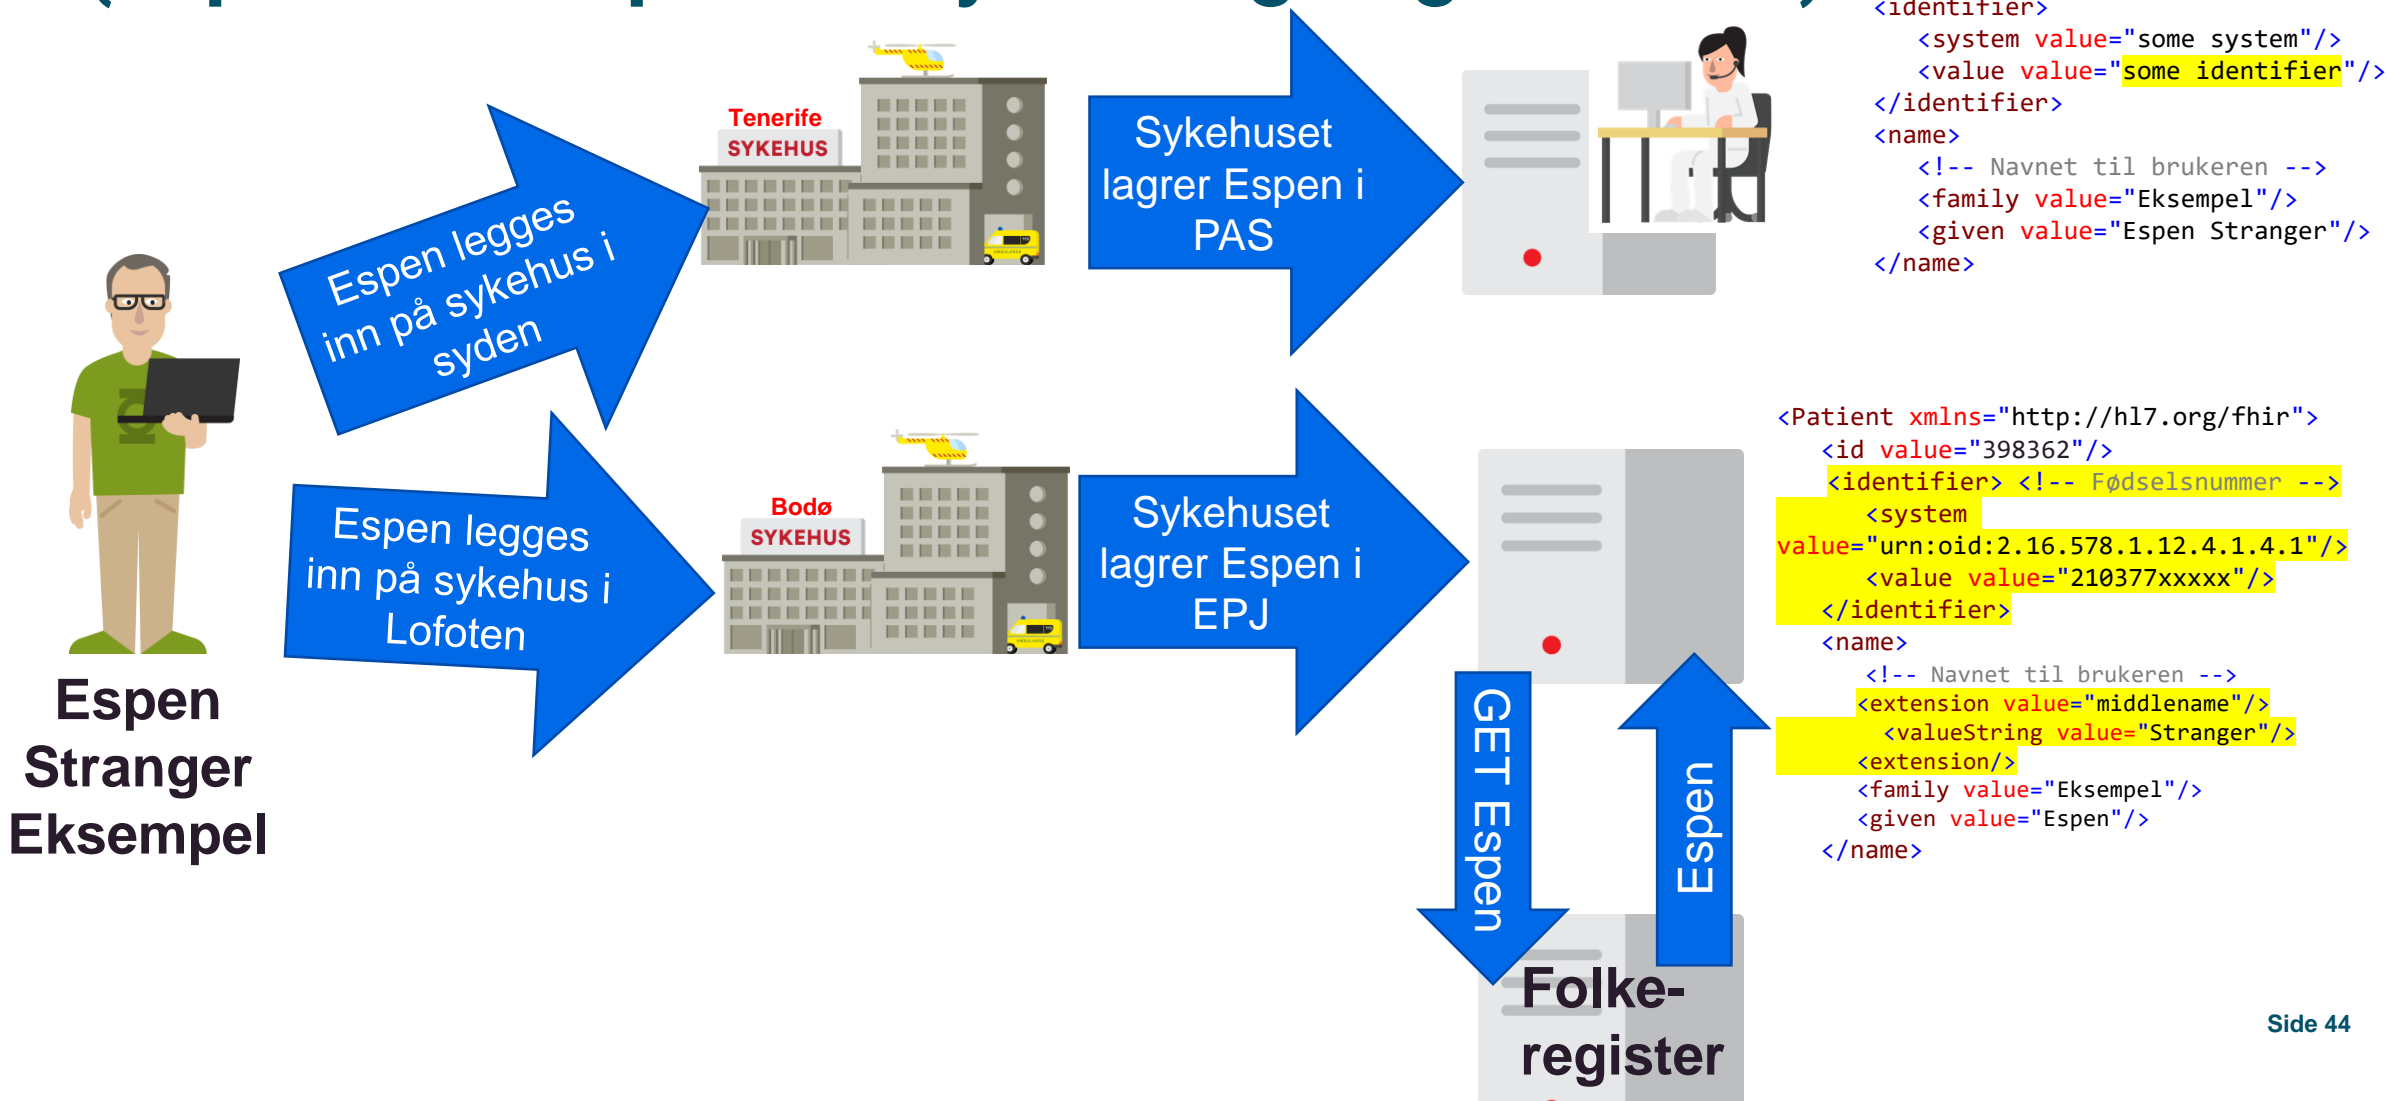 Espen
Stranger
Eksempel
Espen legges
inn på sykehus i
syden
Tenerife
SYKEHUS
Sykehuset
lagrer Espen i
PAS
<identifier>
<system value="some system"/>
<value value="some identifier"/>
</identifier>
<name>
<!-- Navnet til brukeren -->
<family value="Eksempel"/>
<given value="Espen Stranger"/>
</name>
Espen legges
inn på sykehus i
Lofoten
Bodø
SYKEHUS
Sykehuset
lagrer Espen i
EPJ
<Patient xmlns="http://hl7.org/fhir">
<id value="398362"/>
<identifier> <!-- Fødselsnummer -->
<system
value="urn:oid:2.16.578.1.12.4.1.4.1"/>
<value value="210377xxxxx"/>
</identifier>
<name>
<!-- Navnet til brukeren -->
<extension value="middlename"/>
<valueString value="Stranger"/>
<extension/>
<family value="Eksempel"/>
<given value="Espen"/>
</name>
GET Espen
Espen
Folke-
register
Side 44